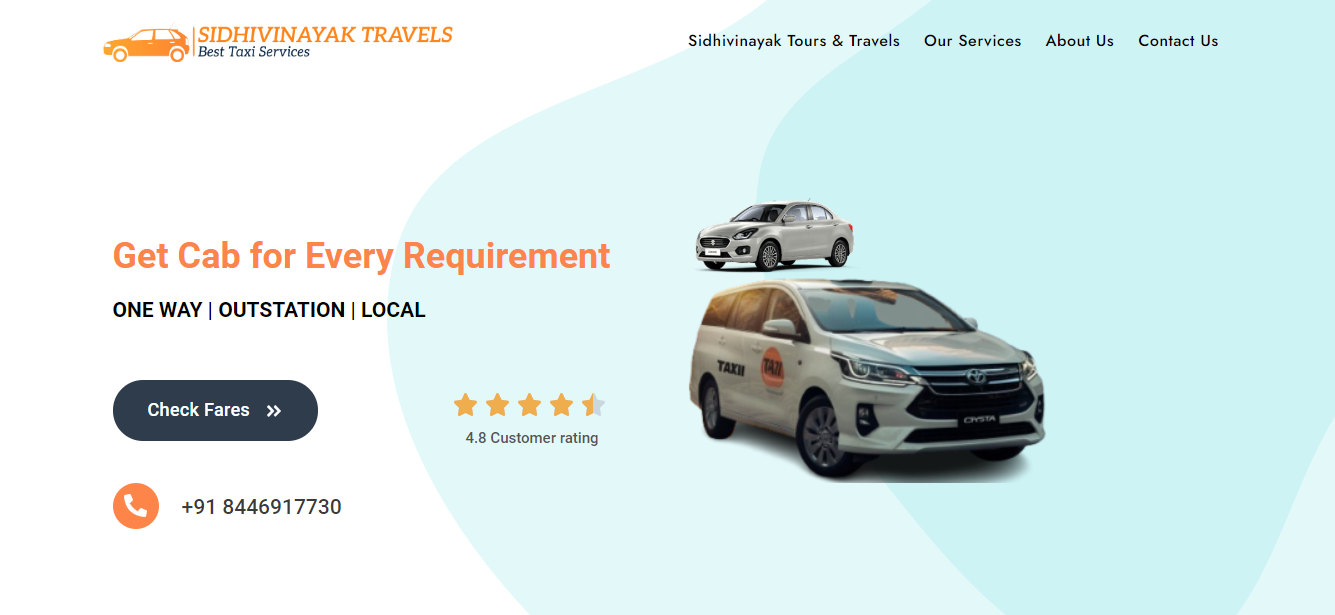 SIDHIVINAYAK TRAVELS
Best Taxi Services
Sidhivinayak Tours & Travels
Our Services
About Us
Contact Us
Get Cab for Every Requirement
ONE WAY | OUTSTATION | LOCAL
Check Fares
4.8 Customer rating
+91 8446917730
TAXII
TAXI
CRYSTA